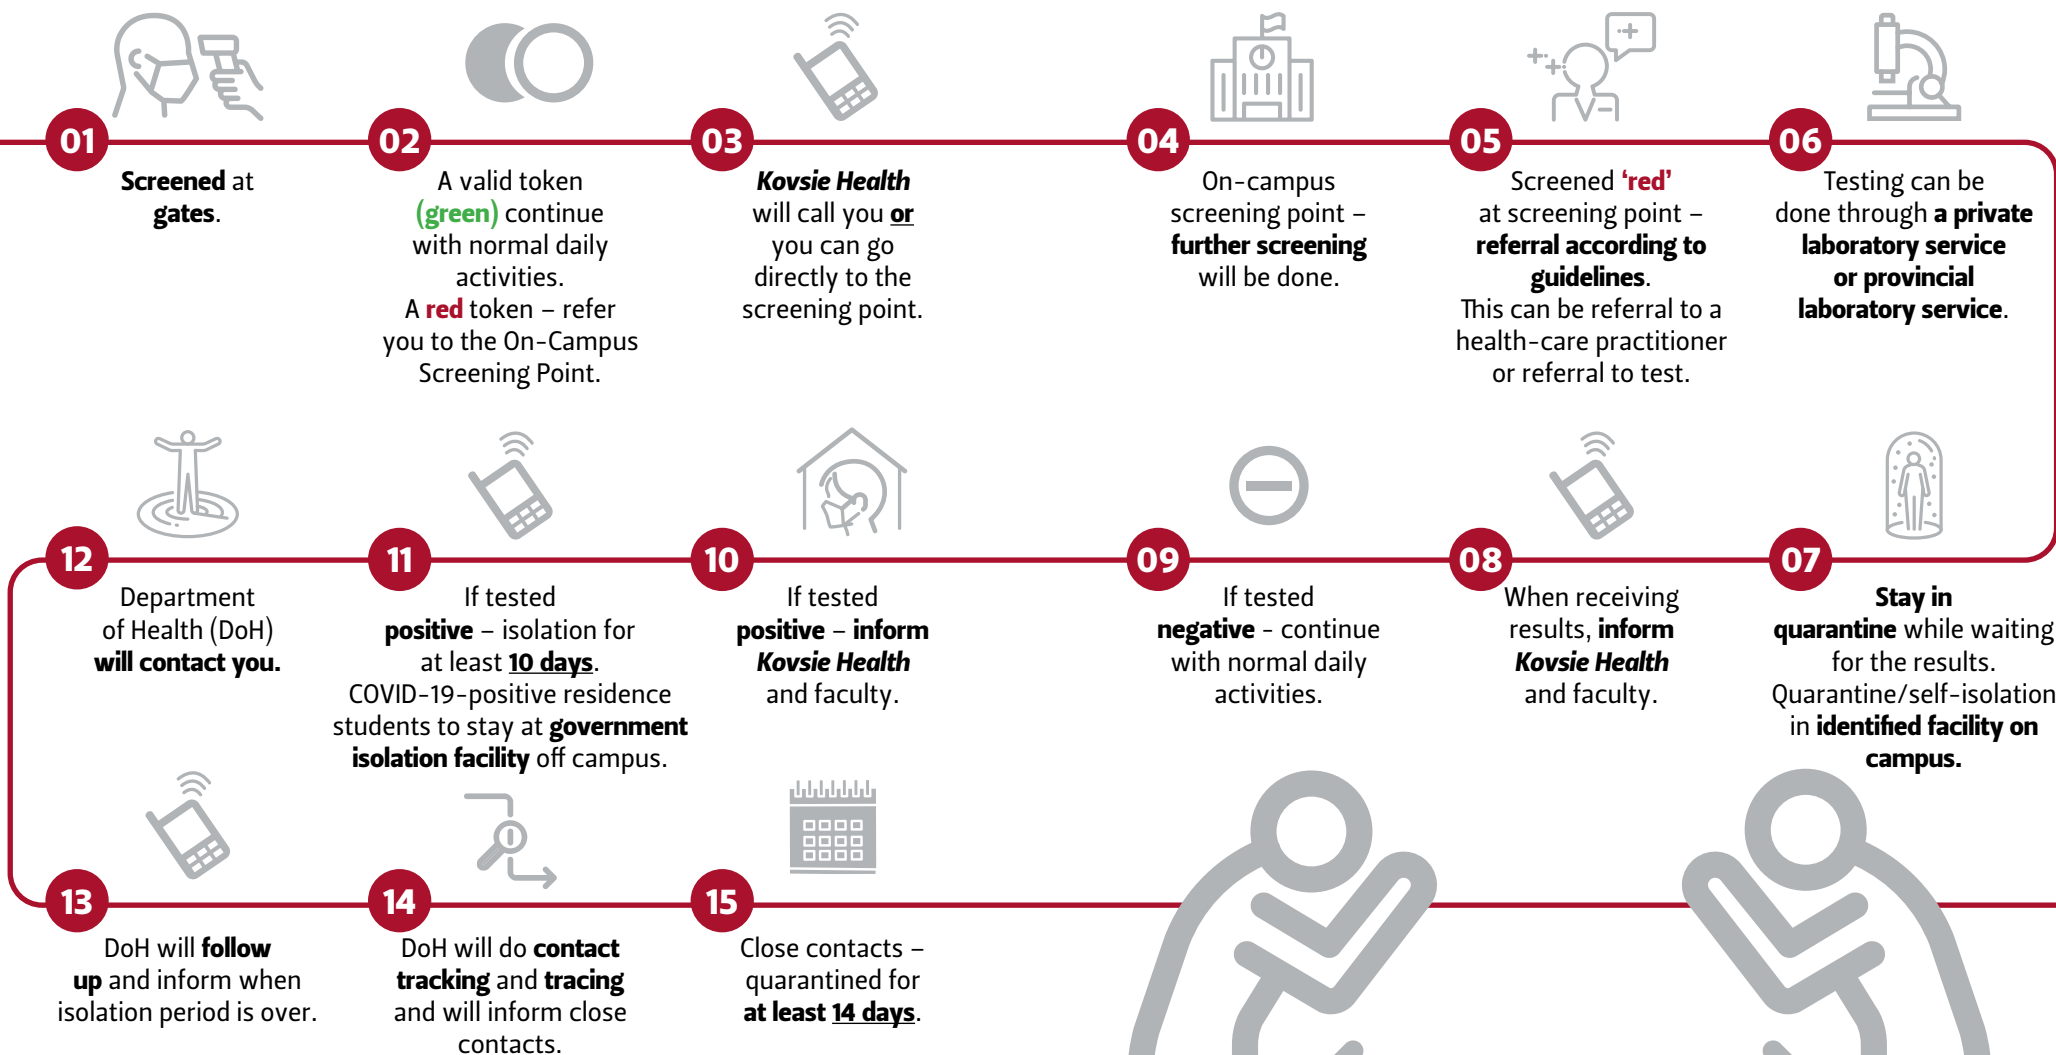 01
Screened at
gates.
02
A valid token
(green) continue
with normal daily
activities.
A red token – refer
you to the On-Campus
Screening Point.
03
Kovsie Health
will call you or
you can go
directly to the
screening point.
04
On-campus
screening point –
further screening
will be done.
05
Screened ‘red’
at screening point –
referral according to
guidelines.
This can be referral to a
health-care practitioner
or referral to test.
06
Testing can be
done through a private
laboratory service
or provincial
laboratory service.
07
Stay in
quarantine while waiting
for the results.
Quarantine/self-isolation
in identified facility on
campus.
08
When receiving
results, inform
Kovsie Health
and faculty.
09
If tested
negative - continue
with normal daily
activities.
10
If tested
positive – inform
Kovsie Health
and faculty.
11
If tested
positive – isolation for
at least 10 days.
COVID-19-positive residence
students to stay at government
isolation facility off campus.
12
Department
of Health (DoH)
will contact you.
13
DoH will follow
up and inform when
isolation period is over.
14
DoH will do contact
tracking and tracing
and will inform close
contacts.
15
Close contacts –
quarantined for
at least 14 days.